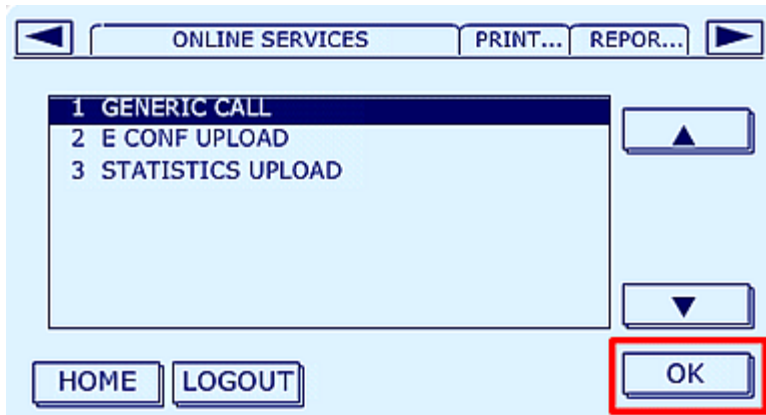 ONLINE SERVICES PRINT... REPOR...
1 GENERIC CALL
2 E CONF UPLOAD
3 STATISTICS UPLOAD
HOME LOGOUT OK